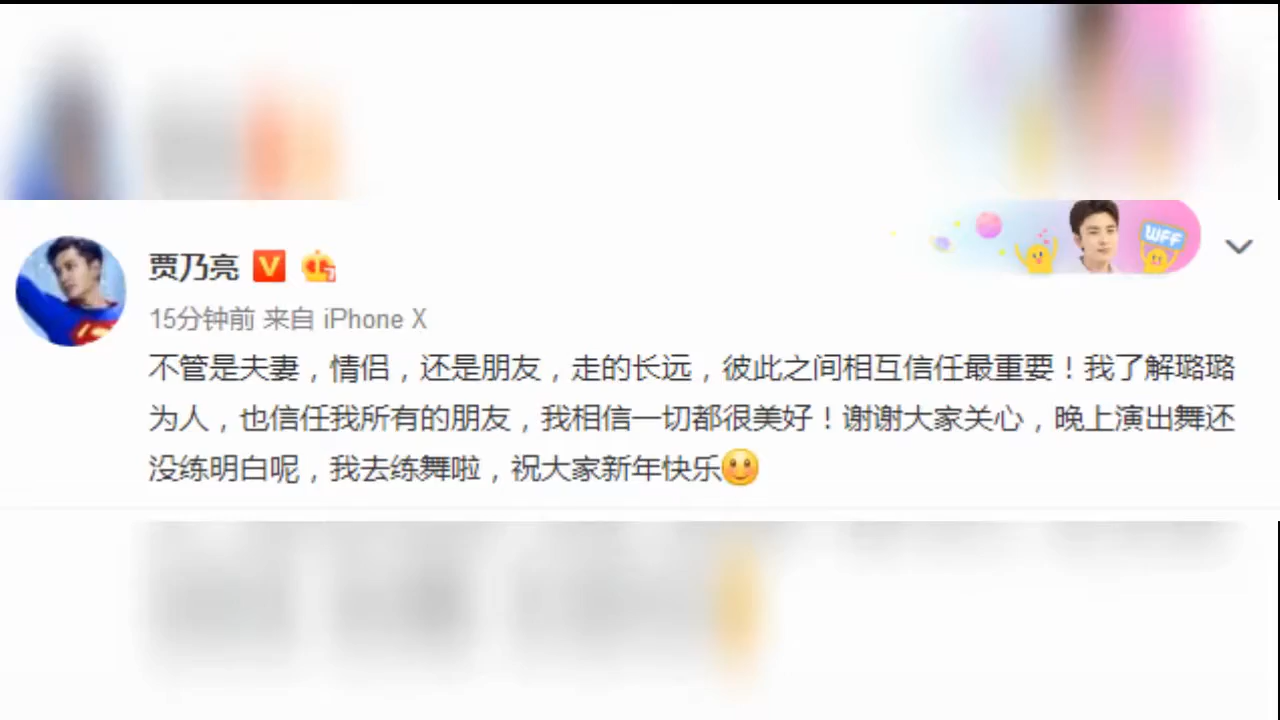 WFF
贾乃亮 V
15分钟前 来自 iPhone X
不管是夫妻，情侣，还是朋友，走的长远，彼此之间相互信任最重要！我了解璐璐
为人，也信任我所有的朋友，我相信一切都很美好！谢谢大家关心，晚上演出舞还
没练明白呢，我去练舞啦，祝大家新年快乐